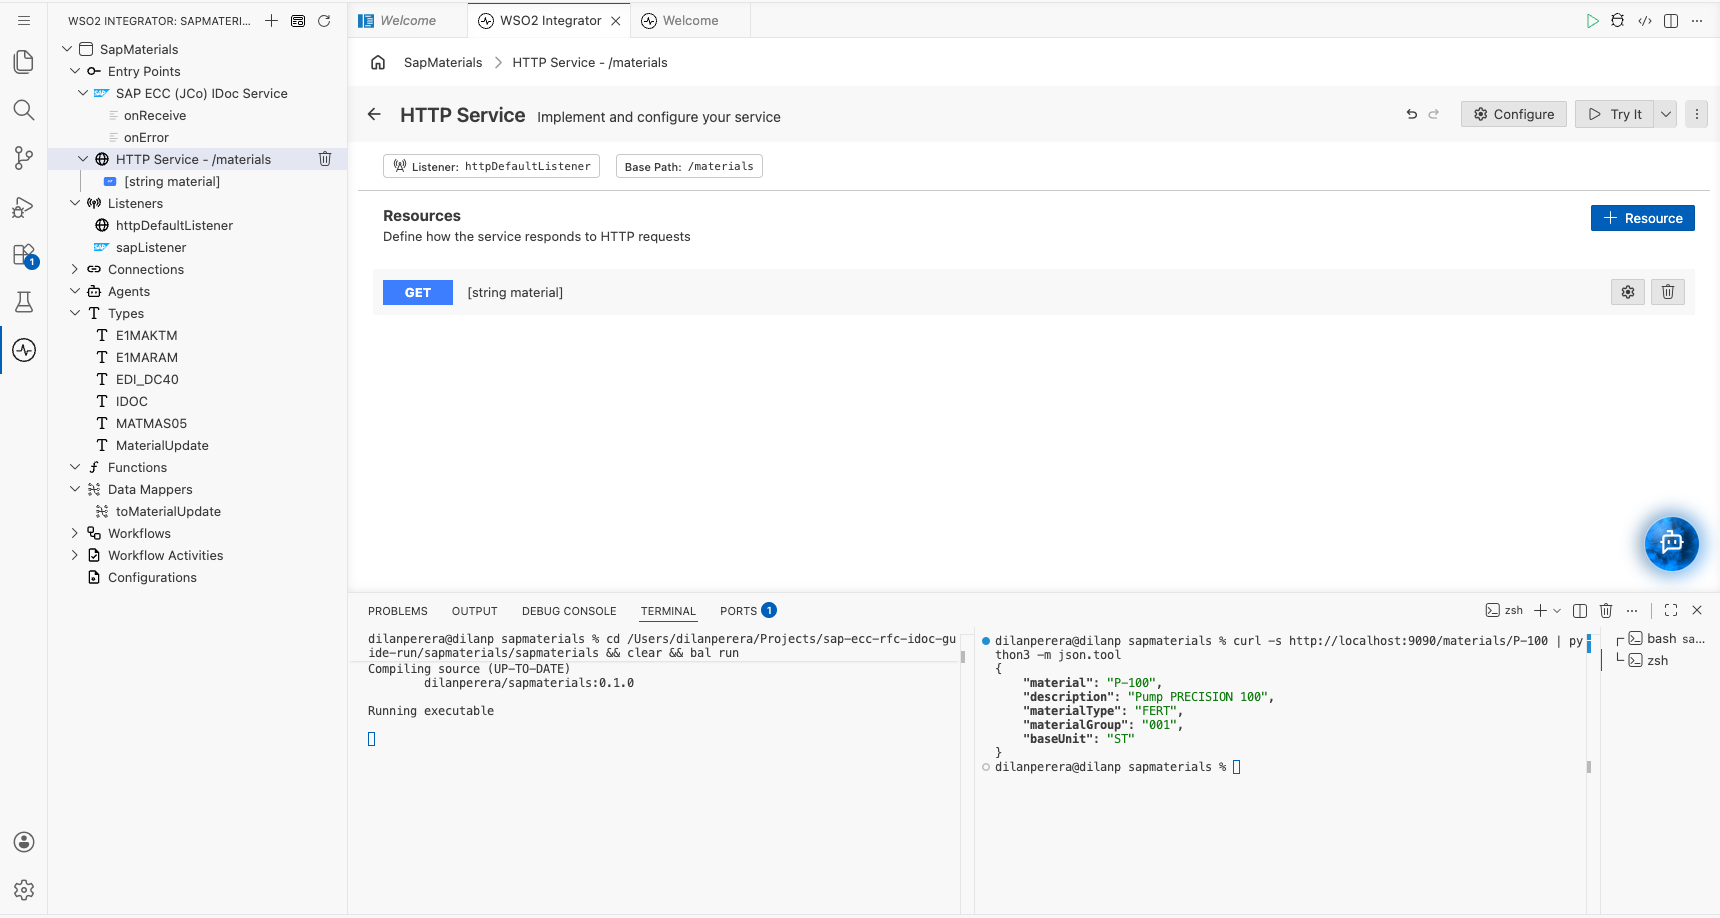 WSO2 INTEGRATOR: SAPMATERI...
SapMaterials
Entry Points
SAP ECC (JCo) IDoc Service
onReceive
onError
HTTP Service - /materials
[string material]
Listeners
httpDefaultListener
sapListener
Connections
Agents
Types
E1MAKTM
E1MARAM
EDI_DC40
IDOC
MATMAS05
MaterialUpdate
Functions
Data Mappers
toMaterialUpdate
Workflows
Workflow Activities
Configurations
1
Welcome
WSO2 Integrator
Welcome
SapMaterials > HTTP Service - /materials
HTTP Service Implement and configure your service
Configure
Try It
Listener: httpDefaultListener
Base Path: /materials
Resources
Define how the service responds to HTTP requests
Resource
GET [string material]
PROBLEMS OUTPUT DEBUG CONSOLE TERMINAL PORTS 1
zsh
dilanperera@dilanp sapmaterials % cd /Users/dilanperera/Projects/sap-ecc-rfc-idoc-gu
ide-run/sapmaterials/sapmaterials && clear && bal run
Compiling source (UP-TO-DATE)
dilanperera/sapmaterials:0.1.0
Running executable
dilanperera@dilanp sapmaterials % curl -s http://localhost:9090/materials/P-100 | py
thon3 -m json.tool
{
"material": "P-100",
"description": "Pump PRECISION 100",
"materialType": "FERT",
"materialGroup": "001",
"baseUnit": "ST"
}
dilanperera@dilanp sapmaterials %
bash sa...
zsh